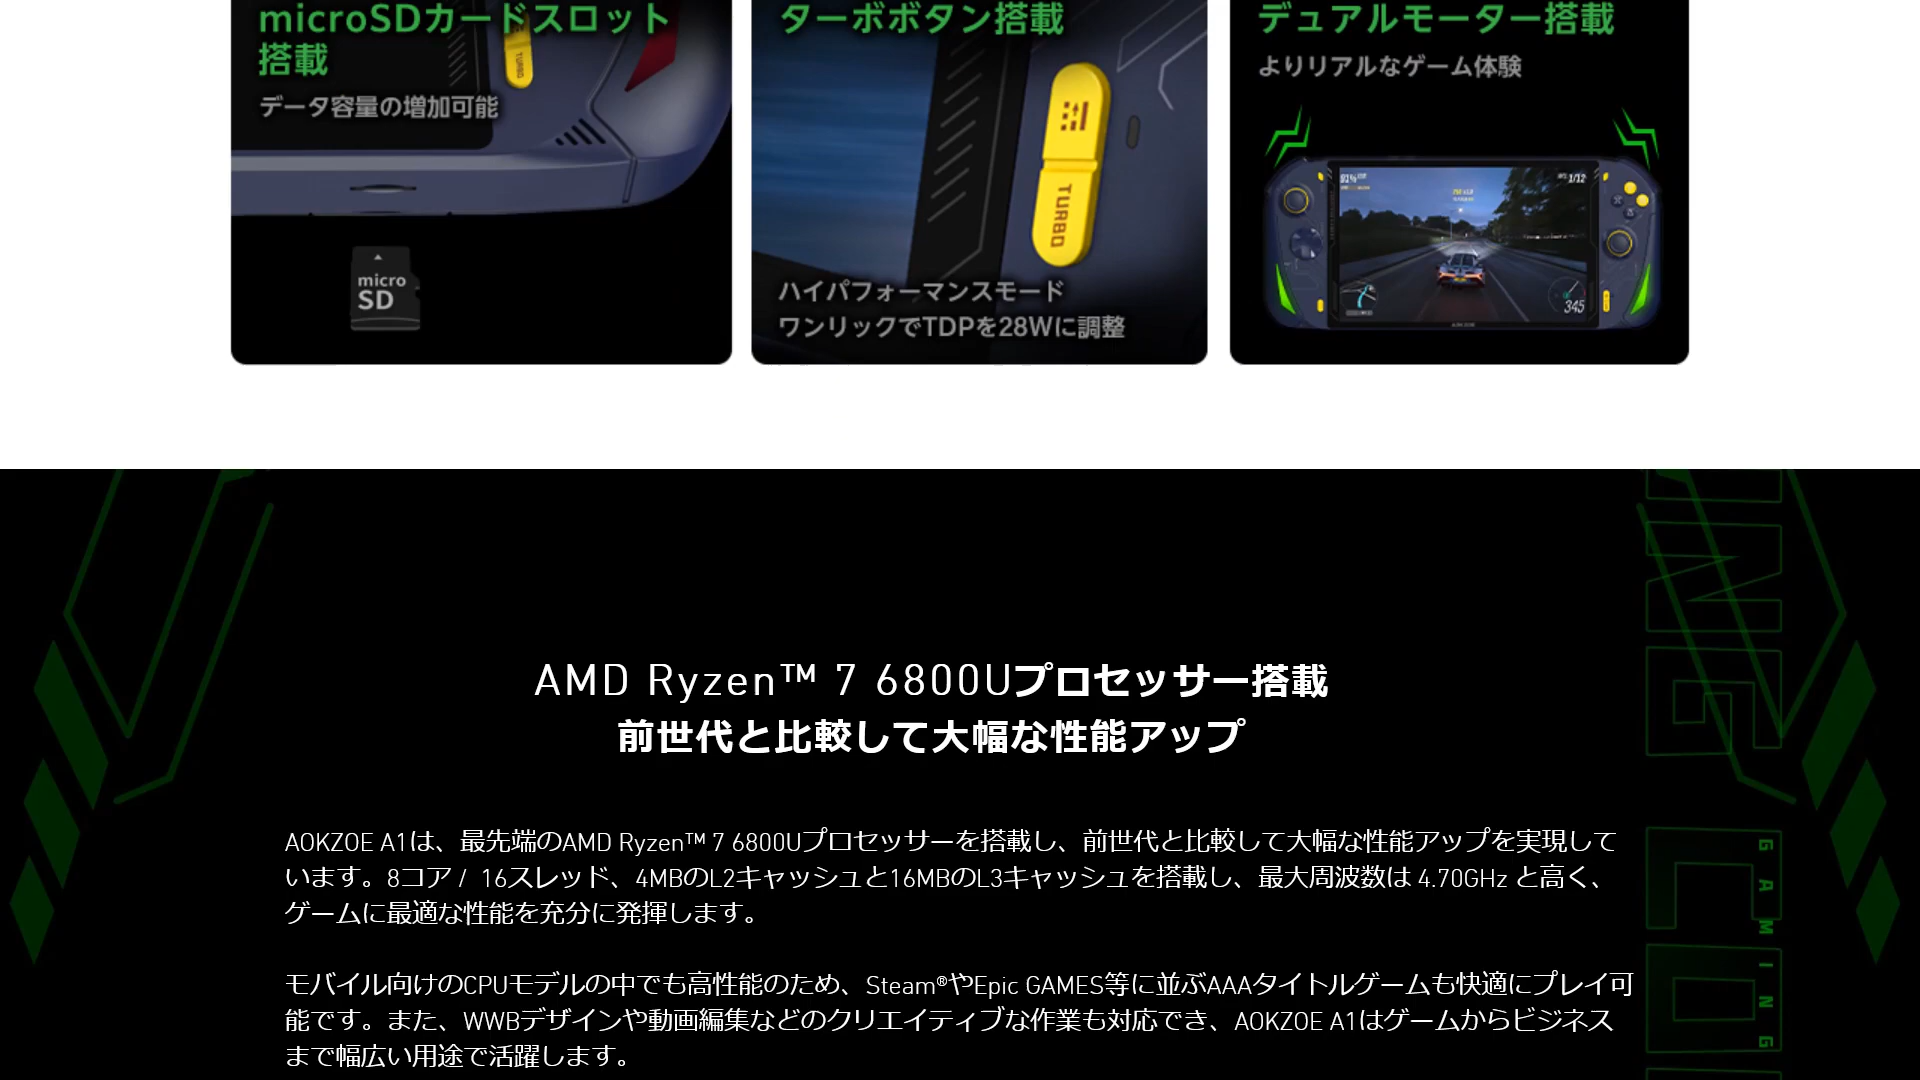 microSDカードスロット
搭載
データ容量の増加可能
TURBO
micro
SD
ターボボタン搭載
TURBO
ハイパフォーマンスモード
ワンリックでTDPを28Wに調整
デュアルモーター搭載
よりリアルなゲーム体験
91%
1/12
345
AOKZOE
AMD Ryzen™ 7 6800Uプロセッサー搭載
前世代と比較して大幅な性能アップ
AOKZOE A1は、最先端のAMD Ryzen™ 7 6800Uプロセッサーを搭載し、前世代と比較して大幅な性能アップを実現して
います。8コア / 16スレッド、4MBのL2キャッシュと16MBのL3キャッシュを搭載し、最大周波数は 4.70GHz と高く、
ゲームに最適な性能を充分に発揮します。
モバイル向けのCPUモデルの中でも高性能のため、Steam®やEpic GAMES等に並ぶAAAタイトルゲームも快適にプレイ可
能です。また、WWBデザインや動画編集などのクリエイティブな作業も対応でき、AOKZOE A1はゲームからビジネス
まで幅広い用途で活躍します。
GAMING